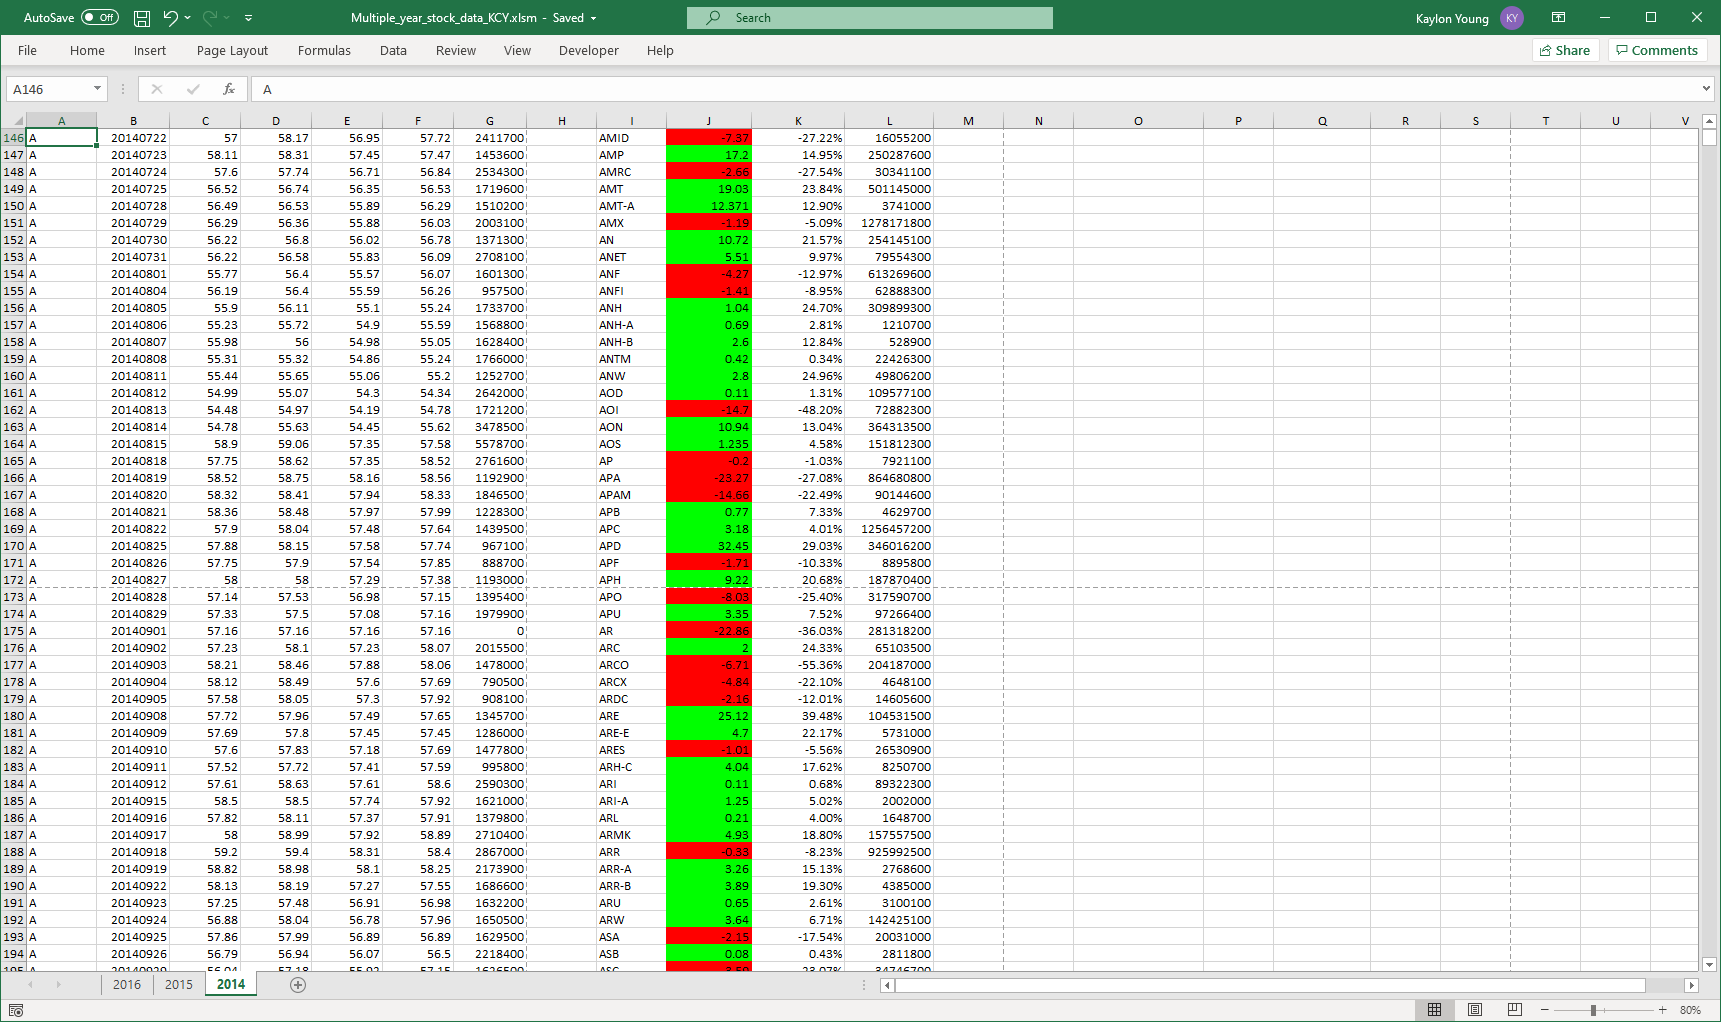 AutoSave Off Multiple_year_stock_data_KCY.xlsm - Saved Search Kaylon Young KY
File Home Insert Page Layout Formulas Data Review View Developer Help Share Comments
A146 fx A
A B C D E F G H I J K L M N O P Q R S T U V
146 A 20140722 57 58.17 56.95 57.72 2411700 AMID -7.37 -27.22% 16055200
147 A 20140723 58.11 58.31 57.45 57.47 1453600 AMP 17.2 14.95% 250287600
148 A 20140724 57.6 57.74 56.71 56.84 2534300 AMRC -2.66 -27.54% 30341100
149 A 20140725 56.52 56.74 56.35 56.53 1719600 AMT 19.03 23.84% 501145000
150 A 20140728 56.49 56.53 55.89 56.29 1510200 AMT-A 12.371 12.90% 3741000
151 A 20140729 56.29 56.36 55.88 56.03 2003100 AMX -1.19 -5.09% 1278171800
152 A 20140730 56.22 56.8 56.02 56.78 1371300 AN 10.72 21.57% 254145100
153 A 20140731 56.22 56.58 55.83 56.09 2708100 ANET 5.51 9.97% 79554300
154 A 20140801 55.77 56.4 55.57 56.07 1601300 ANF -4.27 -12.97% 613269600
155 A 20140804 56.19 56.4 55.59 56.26 957500 ANFI -1.41 -8.95% 62888300
156 A 20140805 55.9 56.11 55.1 55.24 1733700 ANH 1.04 24.70% 309899300
157 A 20140806 55.23 55.72 54.9 55.59 1568800 ANH-A 0.69 2.81% 1210700
158 A 20140807 55.98 56 54.98 55.05 1628400 ANH-B 2.6 12.84% 528900
159 A 20140808 55.31 55.32 54.86 55.24 1766000 ANTM 0.42 0.34% 22426300
160 A 20140811 55.44 55.65 55.06 55.2 1252700 ANW 2.8 24.96% 49806200
161 A 20140812 54.99 55.07 54.3 54.34 2642000 AOD 0.11 1.31% 109577100
162 A 20140813 54.48 54.97 54.19 54.78 1721200 AOI -14.7 -48.20% 72882300
163 A 20140814 54.78 55.63 54.45 55.62 3478500 AON 10.94 13.04% 364313500
164 A 20140815 58.9 59.06 57.35 57.58 5578700 AOS 1.235 4.58% 151812300
165 A 20140818 57.75 58.62 57.35 58.52 2761600 AP -0.2 -1.03% 7921100
166 A 20140819 58.52 58.75 58.16 58.56 1192900 APA -23.27 -27.08% 864680800
167 A 20140820 58.32 58.41 57.94 58.33 1846500 APAM -14.66 -22.49% 90144600
168 A 20140821 58.36 58.48 57.97 57.99 1228300 APB 0.77 7.33% 4629700
169 A 20140822 57.9 58.04 57.48 57.64 1439500 APC 3.18 4.01% 1256457200
170 A 20140825 57.88 58.15 57.58 57.74 967100 APD 32.45 29.03% 346016200
171 A 20140826 57.75 57.9 57.54 57.85 888700 APF -1.71 -10.33% 8895800
172 A 20140827 58 58 57.29 57.38 1193000 APH 9.22 20.68% 187870400
173 A 20140828 57.14 57.53 56.98 57.15 1395400 APO -8.03 -25.40% 317590700
174 A 20140829 57.33 57.5 57.08 57.16 1979900 APU 3.35 7.52% 97266400
175 A 20140901 57.16 57.16 57.16 57.16 0 AR -22.86 -36.03% 281318200
176 A 20140902 57.23 58.1 57.23 58.07 2015500 ARC 2 24.33% 65103500
177 A 20140903 58.21 58.46 57.88 58.06 1478000 ARCO -6.71 -55.36% 204187000
178 A 20140904 58.12 58.49 57.6 57.69 790500 ARCX -4.84 -22.10% 4648100
179 A 20140905 57.58 58.05 57.3 57.92 908100 ARDC -2.16 -12.01% 14605600
180 A 20140908 57.72 57.96 57.49 57.65 1345700 ARE 25.12 39.48% 104531500
181 A 20140909 57.69 57.8 57.45 57.45 1286000 ARE-E 4.7 22.17% 5731000
182 A 20140910 57.6 57.83 57.18 57.69 1477800 ARES -1.01 -5.56% 26530900
183 A 20140911 57.52 57.72 57.41 57.59 995800 ARH-C 4.04 17.62% 8250700
184 A 20140912 57.61 58.63 57.61 58.6 2590300 ARI 0.11 0.68% 89322300
185 A 20140915 58.5 58.5 57.74 57.92 1621000 ARI-A 1.25 5.02% 2002000
186 A 20140916 57.82 58.11 57.37 57.91 1379800 ARL 0.21 4.00% 1648700
187 A 20140917 58 58.99 57.92 58.89 2710400 ARMK 4.93 18.80% 157557500
188 A 20140918 59.2 59.4 58.31 58.4 2867000 ARR -0.33 -8.23% 925992500
189 A 20140919 58.82 58.98 58.1 58.25 2173900 ARR-A 3.26 15.13% 2768600
190 A 20140922 58.13 58.19 57.27 57.55 1686600 ARR-B 3.89 19.30% 4385000
191 A 20140923 57.25 57.48 56.91 56.98 1632200 ARU 0.65 2.61% 3100100
192 A 20140924 56.88 58.04 56.78 57.96 1650500 ARW 3.64 6.71% 142425100
193 A 20140925 57.86 57.99 56.89 56.89 1629500 ASA -2.15 -17.54% 20031000
194 A 20140926 56.79 56.94 56.07 56.5 2218400 ASB 0.08 0.43% 2811800
2016 2015 2014
80%